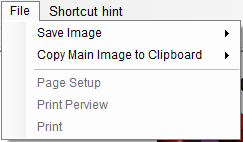 File Shortcut hint
Save Image
Copy Main Image to Clipboard
Page Setup
Print Perview
Print